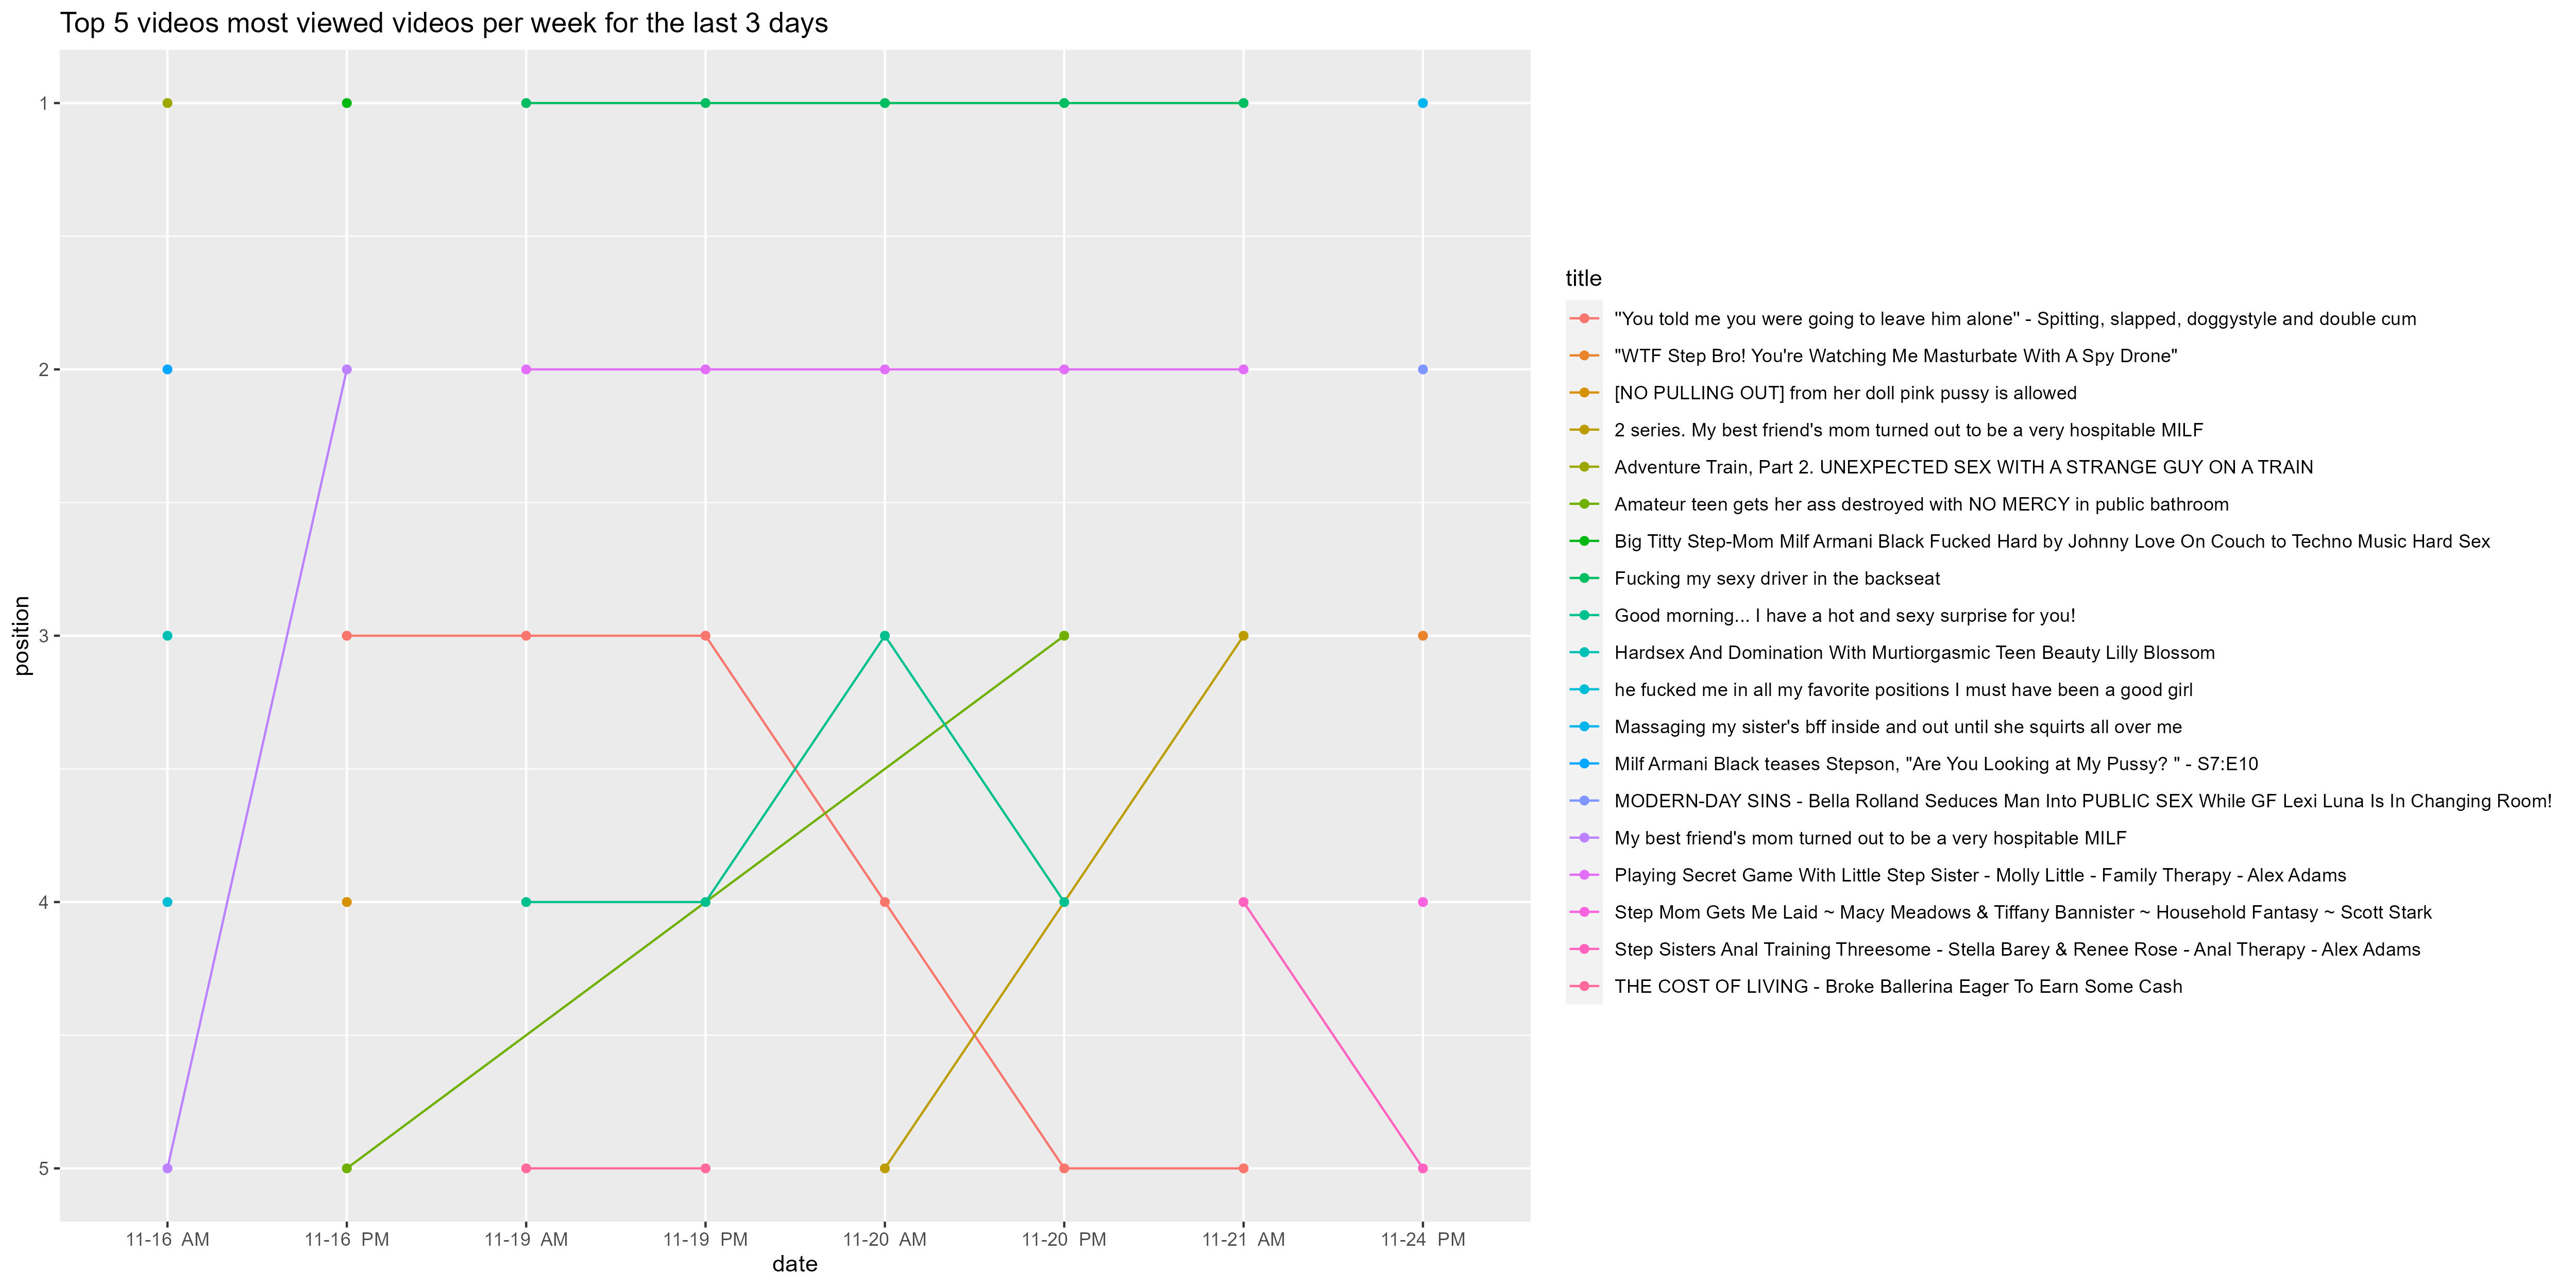 Top 5 videos most viewed videos per week for the last 3 days
position
1
2
3
4
5
11-16 AM
11-16 PM
11-19 AM
11-19 PM
11-20 AM
11-20 PM
11-21 AM
11-24 PM
date
title
"You told me you were going to leave him alone" - Spitting, slapped, doggystyle and double cum
"WTF Step Bro! You're Watching Me Masturbate With A Spy Drone"
[NO PULLING OUT] from her doll pink pussy is allowed
2 series. My best friend's mom turned out to be a very hospitable MILF
Adventure Train, Part 2. UNEXPECTED SEX WITH A STRANGE GUY ON A TRAIN
Amateur teen gets her ass destroyed with NO MERCY in public bathroom
Big Titty Step-Mom Milf Armani Black Fucked Hard by Johnny Love On Couch to Techno Music Hard Sex
Fucking my sexy driver in the backseat
Good morning... I have a hot and sexy surprise for you!
Hardsex And Domination With Murtiorgasmic Teen Beauty Lilly Blossom
he fucked me in all my favorite positions I must have been a good girl
Massaging my sister's bff inside and out until she squirts all over me
Milf Armani Black teases Stepson, "Are You Looking at My Pussy? " - S7:E10
MODERN-DAY SINS - Bella Rolland Seduces Man Into PUBLIC SEX While GF Lexi Luna Is In Changing Room!
My best friend's mom turned out to be a very hospitable MILF
Playing Secret Game With Little Step Sister - Molly Little - Family Therapy - Alex Adams
Step Mom Gets Me Laid ~ Macy Meadows & Tiffany Bannister ~ Household Fantasy ~ Scott Stark
Step Sisters Anal Training Threesome - Stella Barey & Renee Rose - Anal Therapy - Alex Adams
THE COST OF LIVING - Broke Ballerina Eager To Earn Some Cash